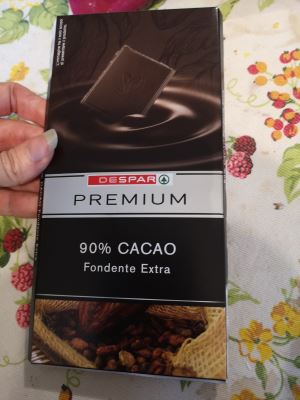 DESPAR
PREMIUM
90% CACAO
Fondente Extra